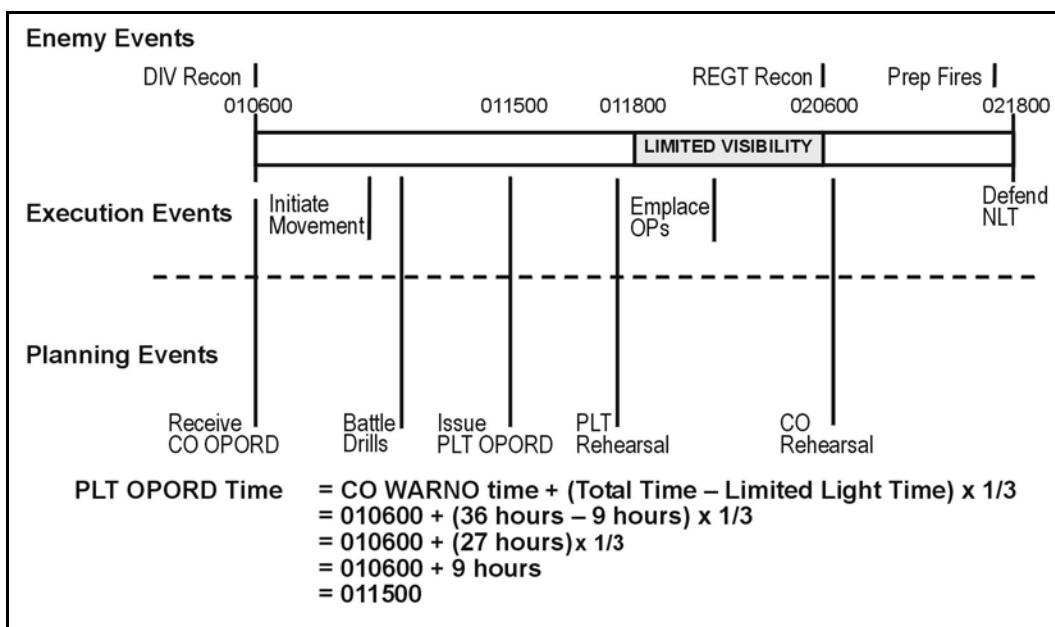 Enemy Events
DIV Recon
REGT Recon
Prep Fires
010600
011500
011800
020600
021800
LIMITED VISIBILITY
Execution Events
Initiate
Movement
Emplace
OPs
Defend
NLT
Planning Events
Receive
CO OPORD
Battle
Drills
Issue
PLT OPORD
PLT
Rehearsal
CO
Rehearsal
PLT OPORD Time = CO WARNO time + (Total Time – Limited Light Time) x 1/3
= 010600 + (36 hours – 9 hours) x 1/3
= 010600 + (27 hours) x 1/3
= 010600 + 9 hours
= 011500